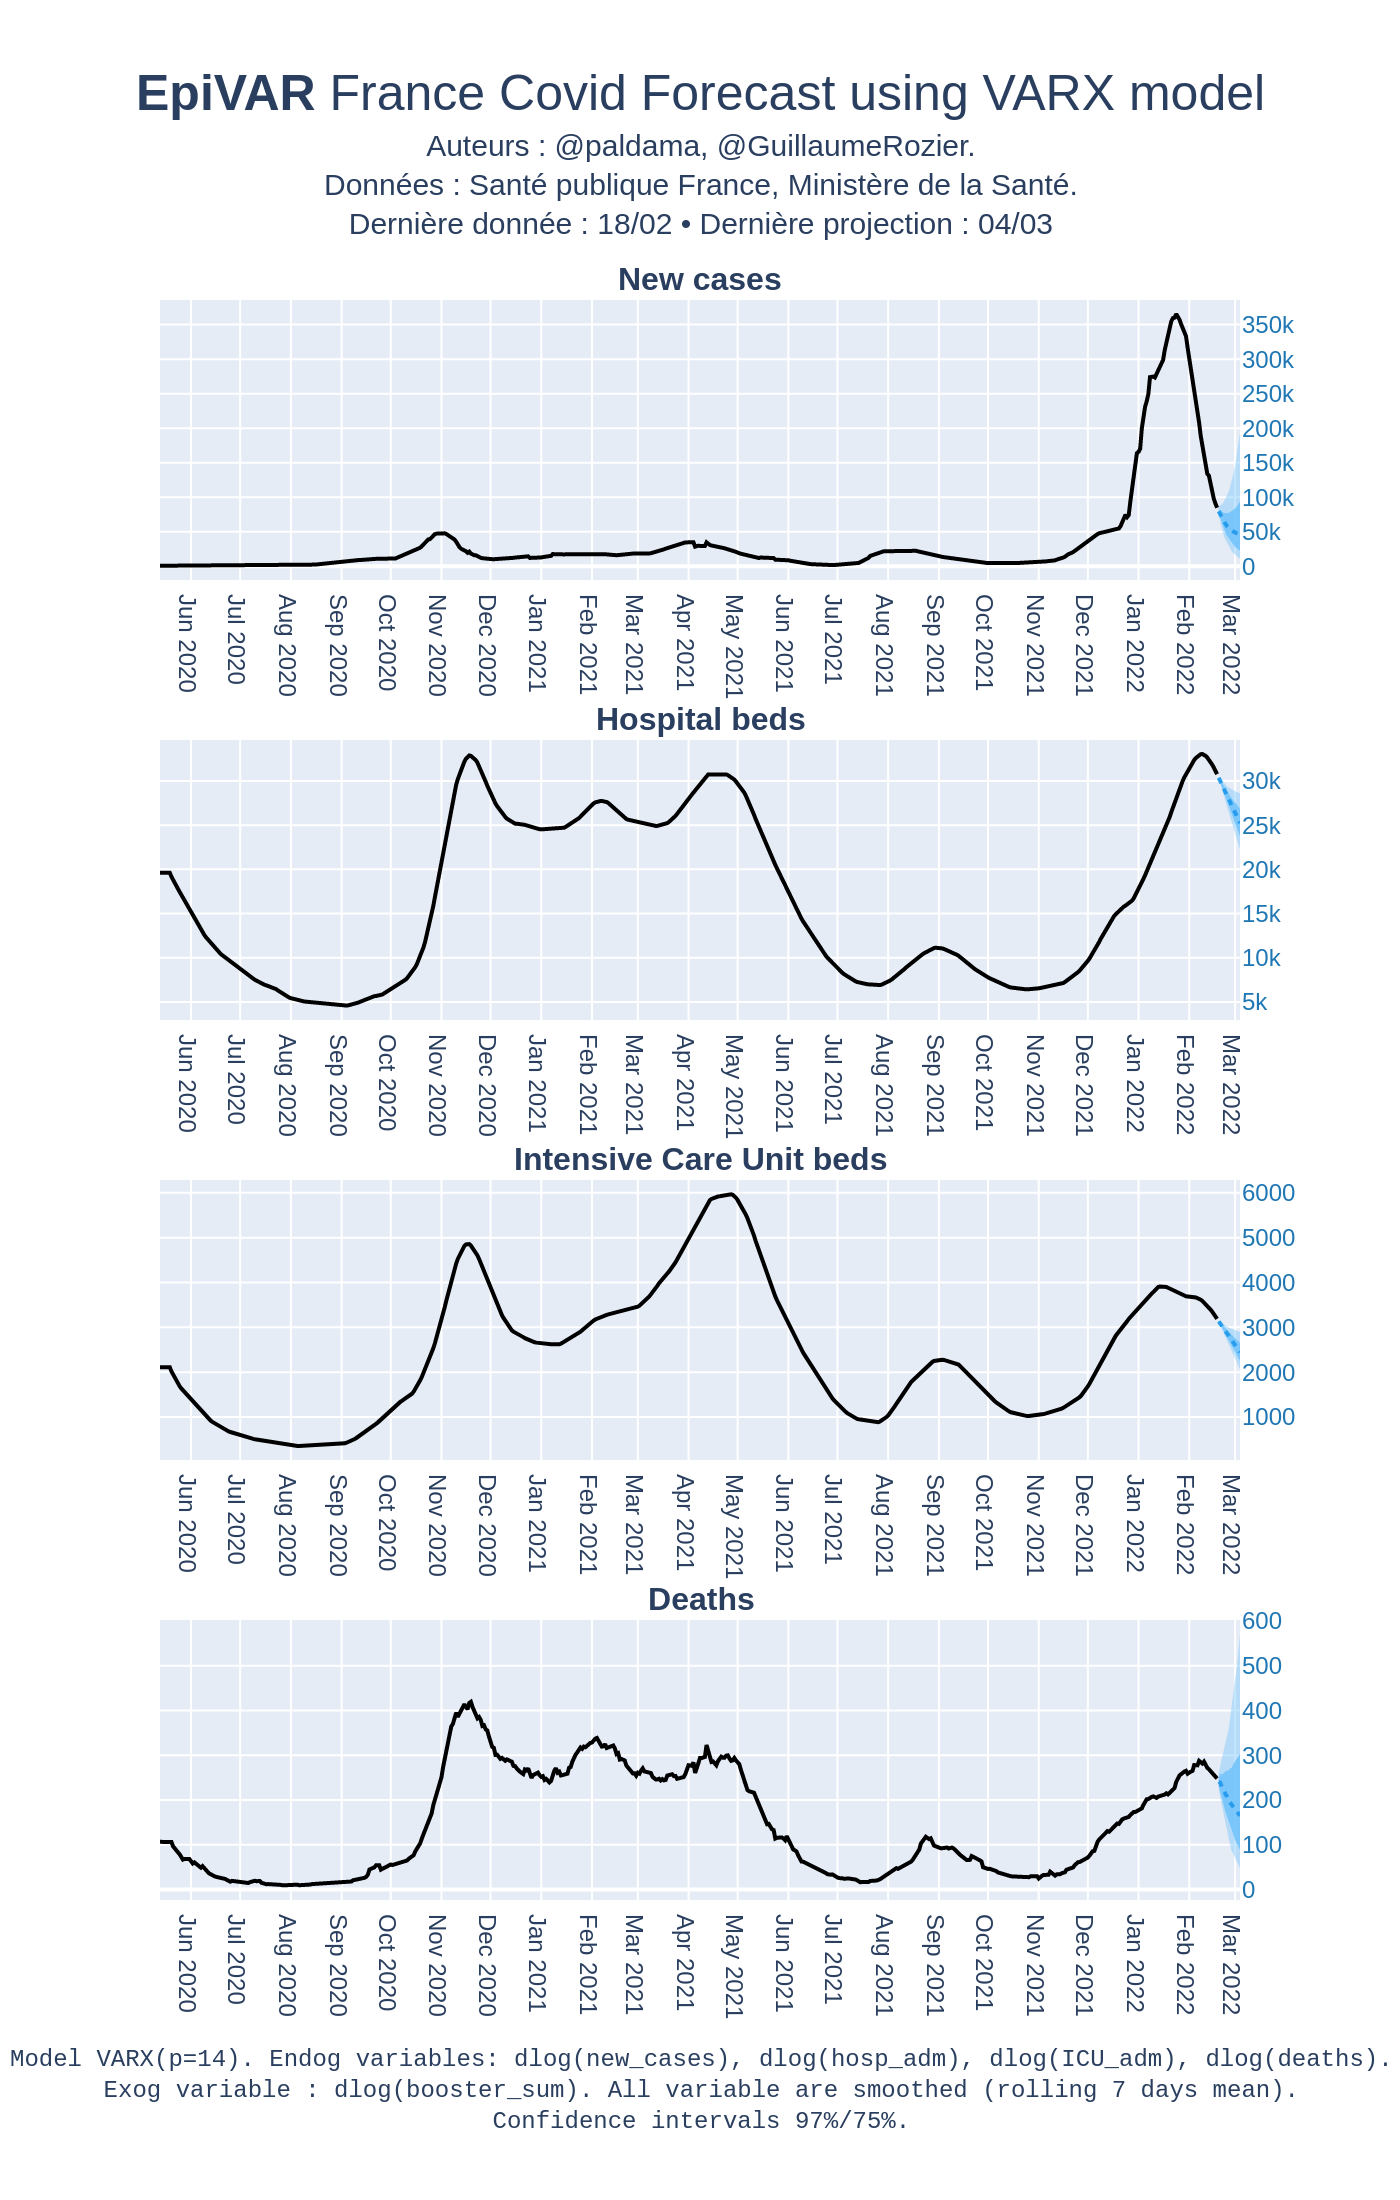 EpiVAR France Covid Forecast using VARX model
Auteurs : @paldama, @GuillaumeRozier.
Données : Santé publique France, Ministère de la Santé.
Dernière donnée : 18/02 • Dernière projection : 04/03
New cases
350k
300k
250k
200k
150k
100k
50k
0
Jun 2020
Jul 2020
Aug 2020
Sep 2020
Oct 2020
Nov 2020
Dec 2020
Jan 2021
Feb 2021
Mar 2021
Apr 2021
May 2021
Jun 2021
Jul 2021
Aug 2021
Sep 2021
Oct 2021
Nov 2021
Dec 2021
Jan 2022
Feb 2022
Mar 2022
Hospital beds
30k
25k
20k
15k
10k
5k
Jun 2020
Jul 2020
Aug 2020
Sep 2020
Oct 2020
Nov 2020
Dec 2020
Jan 2021
Feb 2021
Mar 2021
Apr 2021
May 2021
Jun 2021
Jul 2021
Aug 2021
Sep 2021
Oct 2021
Nov 2021
Dec 2021
Jan 2022
Feb 2022
Mar 2022
Intensive Care Unit beds
6000
5000
4000
3000
2000
1000
Jun 2020
Jul 2020
Aug 2020
Sep 2020
Oct 2020
Nov 2020
Dec 2020
Jan 2021
Feb 2021
Mar 2021
Apr 2021
May 2021
Jun 2021
Jul 2021
Aug 2021
Sep 2021
Oct 2021
Nov 2021
Dec 2021
Jan 2022
Feb 2022
Mar 2022
Deaths
600
500
400
300
200
100
0
Jun 2020
Jul 2020
Aug 2020
Sep 2020
Oct 2020
Nov 2020
Dec 2020
Jan 2021
Feb 2021
Mar 2021
Apr 2021
May 2021
Jun 2021
Jul 2021
Aug 2021
Sep 2021
Oct 2021
Nov 2021
Dec 2021
Jan 2022
Feb 2022
Mar 2022
Model VARX(p=14). Endog variables: dlog(new_cases), dlog(hosp_adm), dlog(ICU_adm), dlog(deaths).
Exog variable : dlog(booster_sum). All variable are smoothed (rolling 7 days mean).
Confidence intervals 97%/75%.